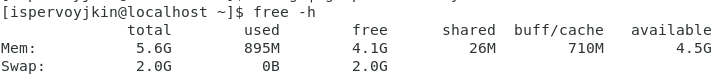 [ispervoyjkin@localhost ~]$ free -h
              total        used        free      shared  buff/cache   available
Mem:           5.6G        895M        4.1G         26M        710M        4.5G
Swap:          2.0G          0B        2.0G